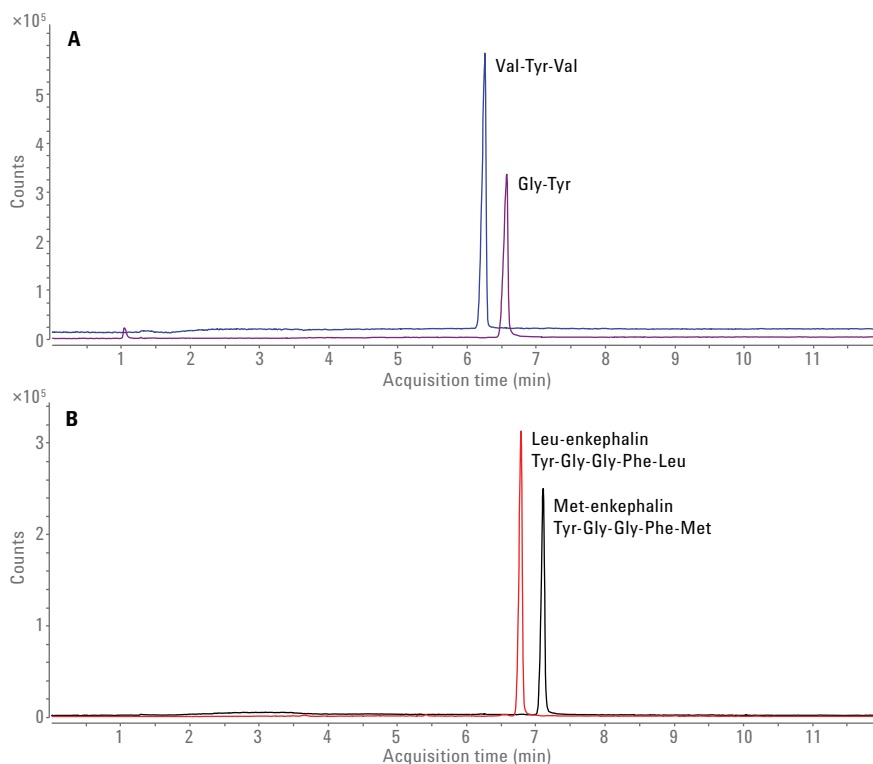 ×10⁵
A
Val-Tyr-Val
5
4
Gly-Tyr
3
2
1
0
Counts
1 2 3 4 5 6 7 8 9 10 11
Acquisition time (min)
×10⁵
B
Leu-enkephalin
Tyr-Gly-Gly-Phe-Leu
3
Met-enkephalin
Tyr-Gly-Gly-Phe-Met
2
1
0
Counts
1 2 3 4 5 6 7 8 9 10 11
Acquisition time (min)